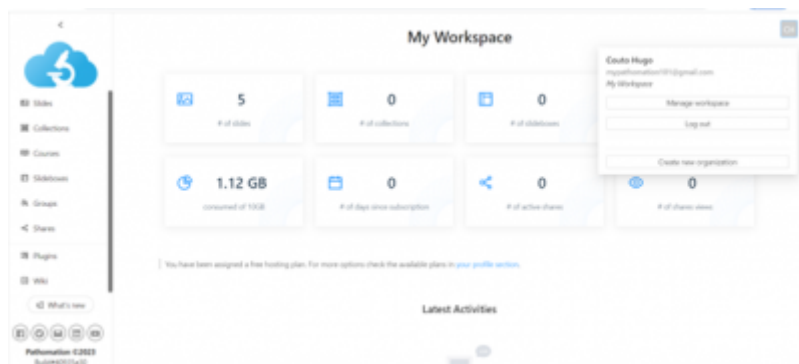 My Workspace
Slides
Collections
Courses
Slideboxes
Groups
Shares
Plugins
Wiki
What's new
Pathomation ©2023
5
# of slides
0
# of collections
0
# of slideboxes
1.12 GB
consumed of 10GB
0
# of days since subscription
0
# of active shares
0
# of shares views
Couto Hugo
mypathomation101@gmail.com
My Workspace
Manage workspace
Log out
Create new organization
You have been assigned a free hosting plan. For more options check the available plans in your profile section.
Latest Activities